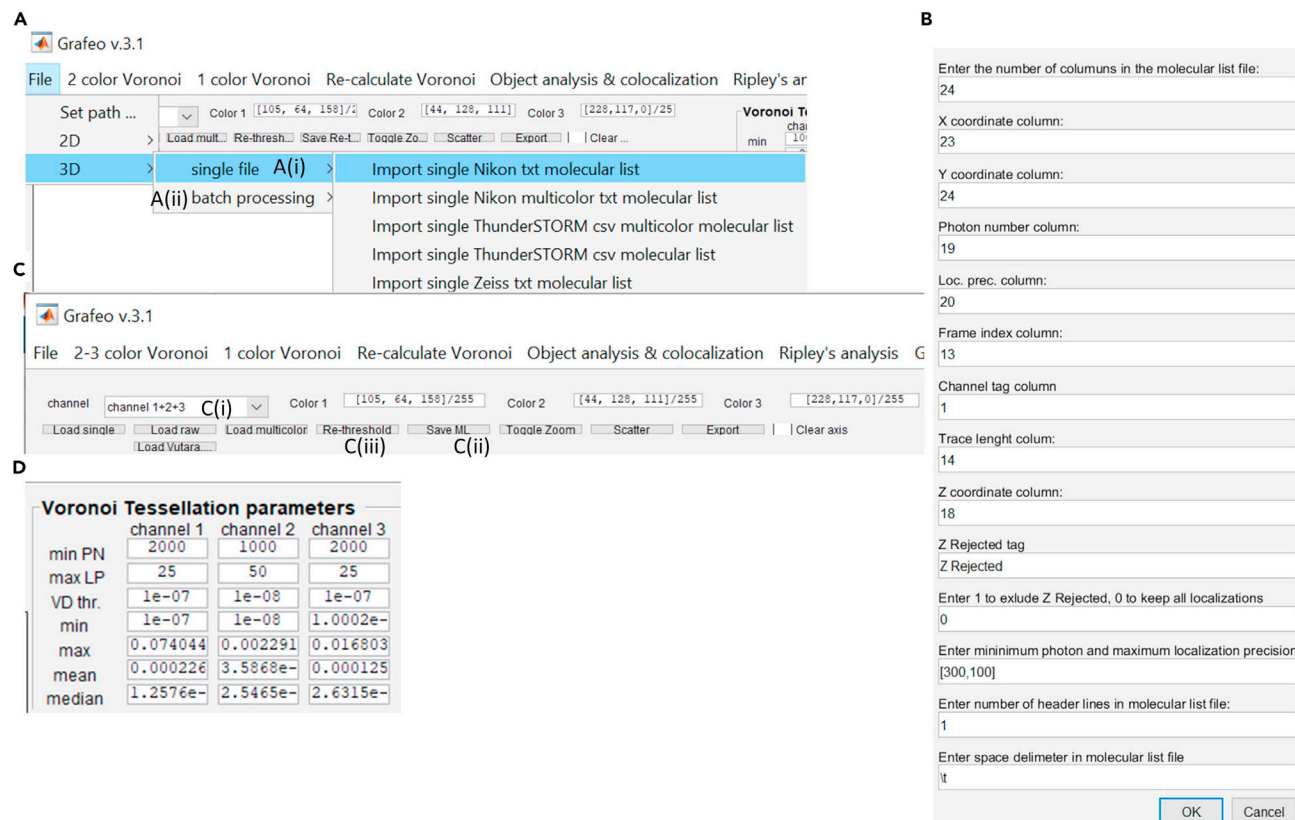 A
Grafeo v.3.1
File 2 color Voronoi 1 color Voronoi Re-calculate Voronoi Object analysis & colocalization Ripley's an
Set path ...
Color 1 [105, 64, 158]/2 Color 2 [44, 128, 111] Color 3 [228,117,0]/25
Voronoi T
2D
Load mult... Re-thresh... Save Re-t... Toggle Zo... Scatter Export Clear ...
cha
min 10
3D
single file A(i)
Import single Nikon txt molecular list
A(ii) batch processing
Import single Nikon multicolor txt molecular list
Import single ThunderSTORM csv multicolor molecular list
Import single ThunderSTORM csv molecular list
Import single Zeiss txt molecular list
C
Grafeo v.3.1
File 2-3 color Voronoi 1 color Voronoi Re-calculate Voronoi Object analysis & colocalization Ripley's analysis G
channel channel 1+2+3 C(i) Color 1 [105, 64, 158]/255 Color 2 [44, 128, 111]/255 Color 3 [228,117,0]/255
Load single Load raw Load multicolor Re-threshold Save ML Toggle Zoom Scatter Export Clear axis
Load Vutara.... C(iii) C(ii)
D
Voronoi Tessellation parameters
channel 1 channel 2 channel 3
min PN 2000 1000 2000
max LP 25 50 25
VD thr. 1e-07 1e-08 1e-07
min 1e-07 1e-08 1.0002e-
max 0.074044 0.002291 0.016803
mean 0.000226 3.5868e- 0.000125
median 1.2576e- 2.5465e- 2.6315e-
B
Enter the number of columuns in the molecular list file:
24
X coordinate column:
23
Y coordinate column:
24
Photon number column:
19
Loc. prec. column:
20
Frame index column:
13
Channel tag column
1
Trace lenght colum:
14
Z coordinate column:
18
Z Rejected tag
Z Rejected
Enter 1 to exlude Z Rejected, 0 to keep all localizations
0
Enter mininimum photon and maximum localization precision
[300,100]
Enter number of header lines in molecular list file:
1
Enter space delimeter in molecular list file
\t
OK Cancel